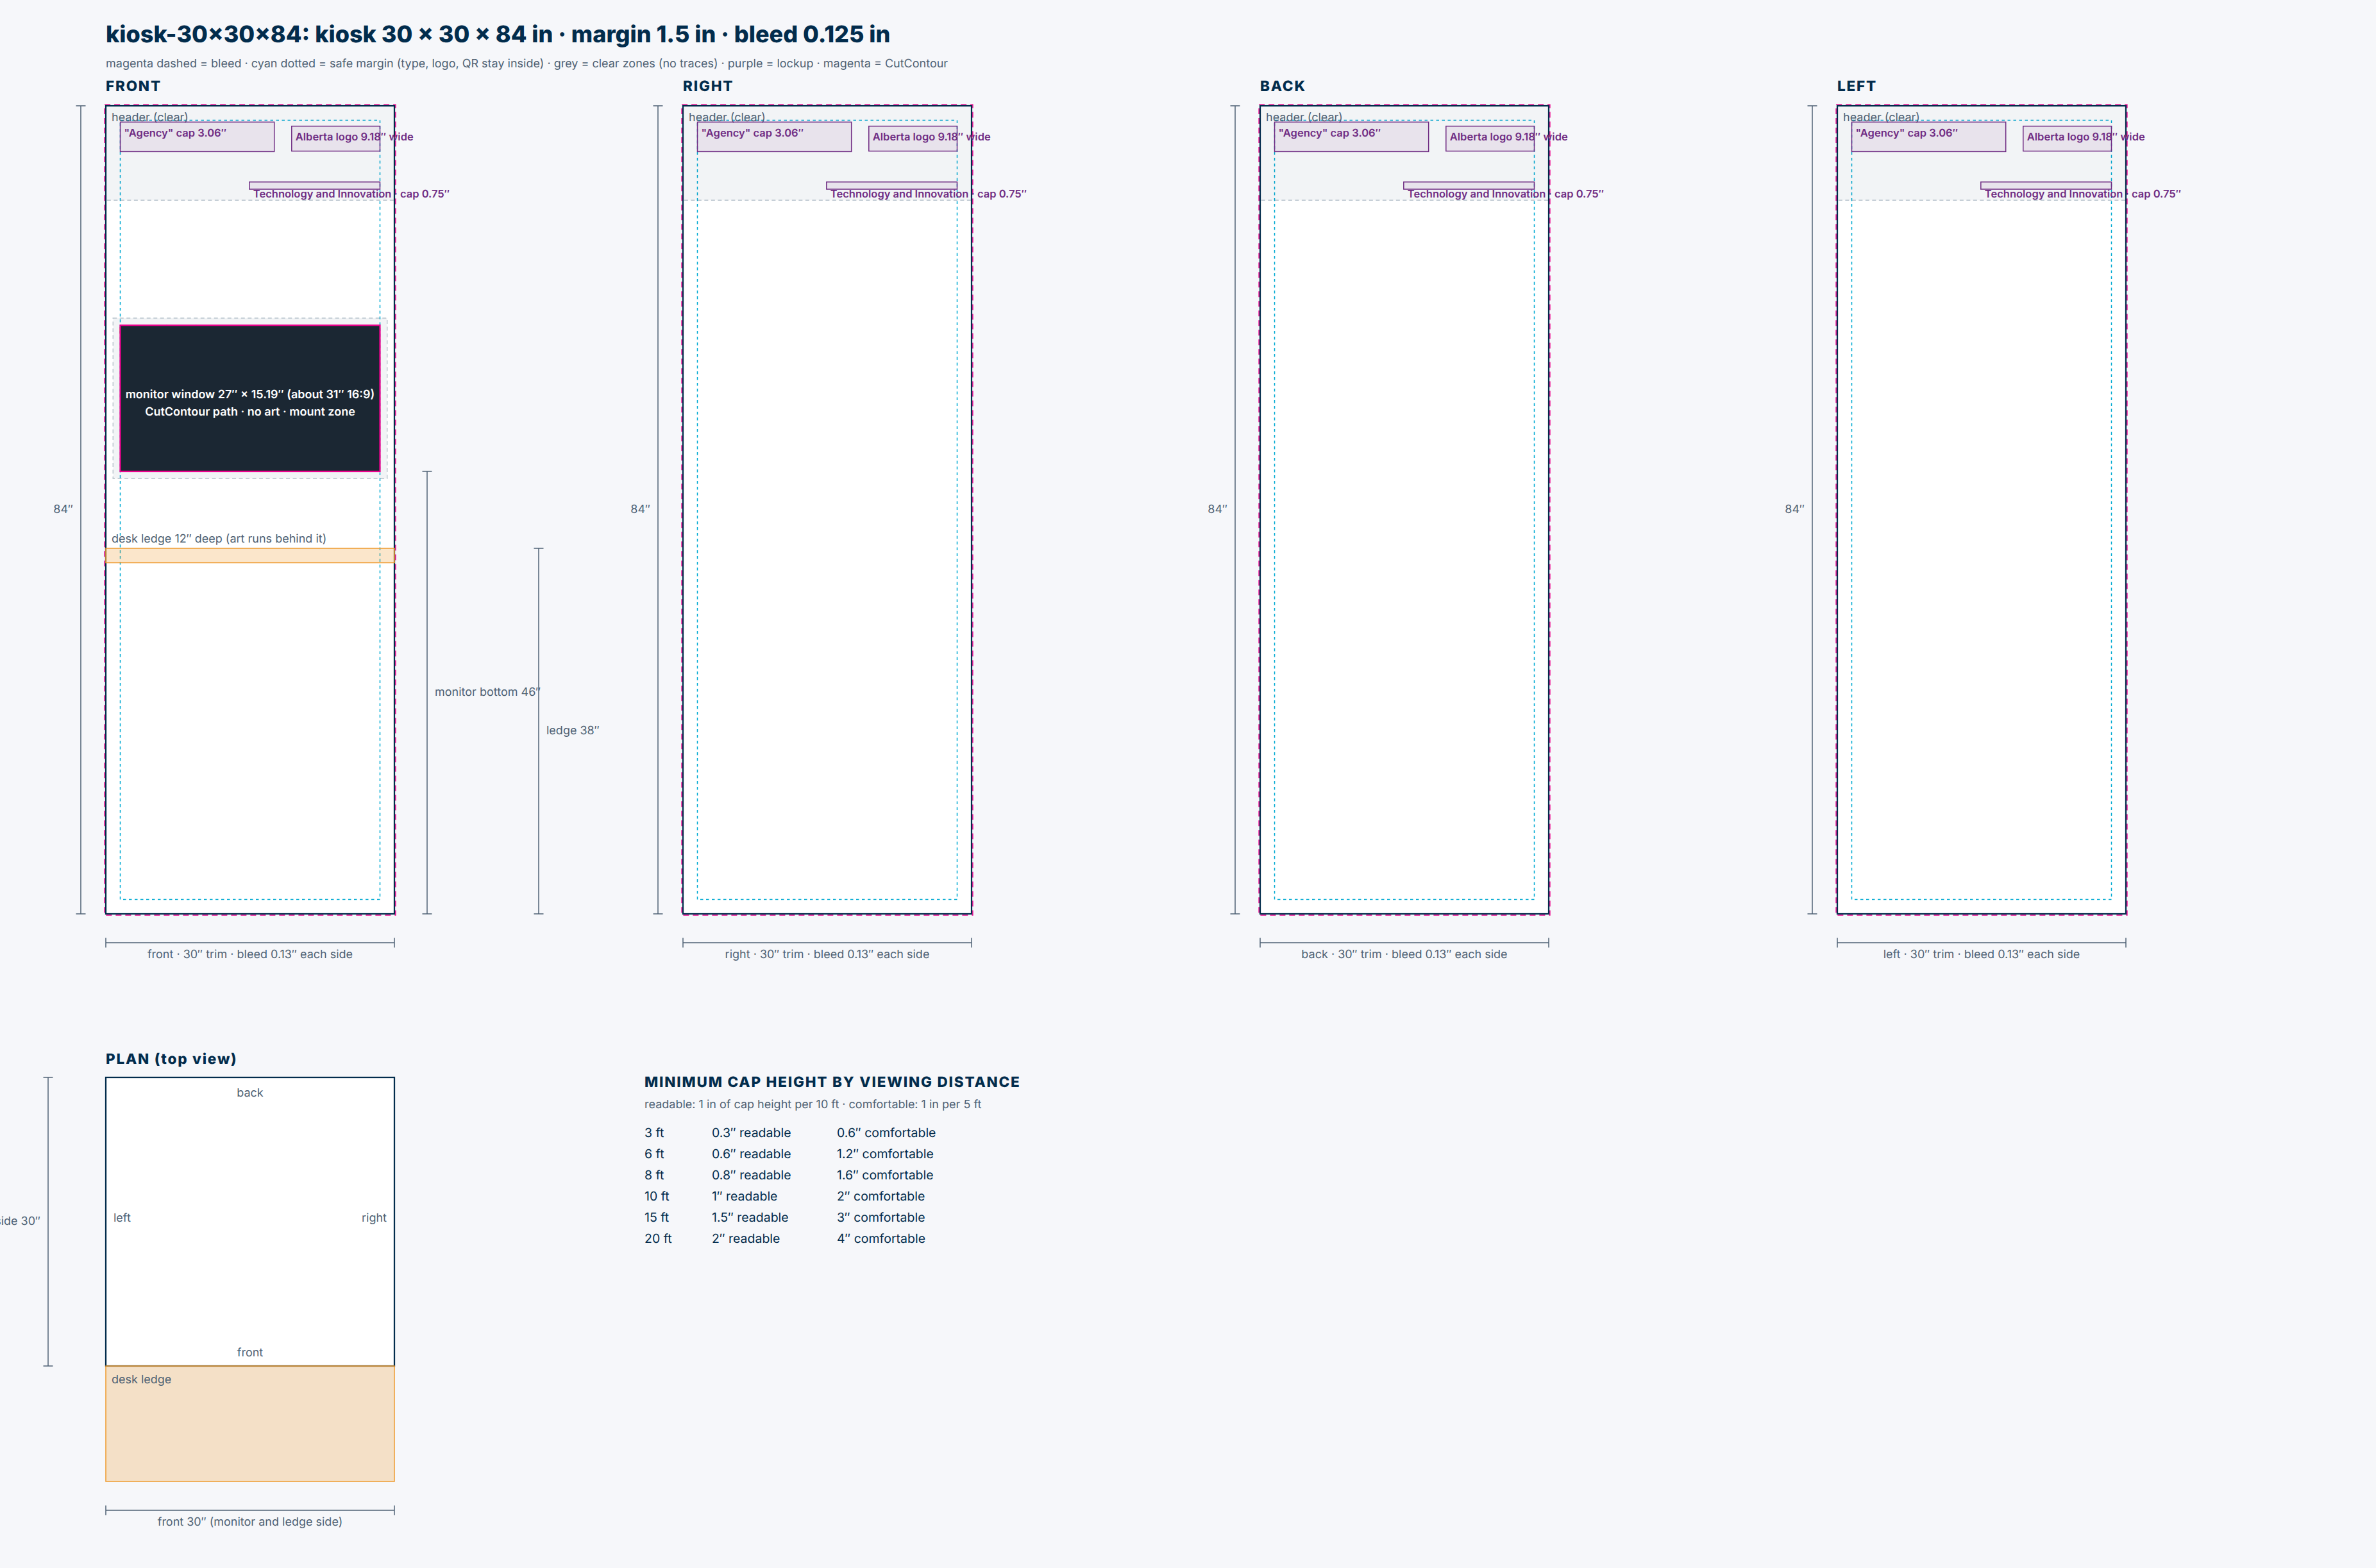 kiosk-30×30×84: kiosk 30 × 30 × 84 in · margin 1.5 in · bleed 0.125 in
magenta dashed = bleed · cyan dotted = safe margin (type, logo, QR stay inside) · grey = clear zones (no traces) · purple = lockup · magenta = CutContour
FRONT
header (clear)
"Agency" cap 3.06″
Alberta logo 9.18″ wide
Technology and Innovation · cap 0.75″
monitor window 27″ × 15.19″ (about 31″ 16:9)
CutContour path · no art · mount zone
84″
desk ledge 12″ deep (art runs behind it)
monitor bottom 46″
ledge 38″
front · 30″ trim · bleed 0.13″ each side
RIGHT
header (clear)
"Agency" cap 3.06″
Alberta logo 9.18″ wide
Technology and Innovation · cap 0.75″
84″
right · 30″ trim · bleed 0.13″ each side
BACK
header (clear)
"Agency" cap 3.06″
Alberta logo 9.18″ wide
Technology and Innovation · cap 0.75″
84″
back · 30″ trim · bleed 0.13″ each side
LEFT
header (clear)
"Agency" cap 3.06″
Alberta logo 9.18″ wide
Technology and Innovation · cap 0.75″
84″
left · 30″ trim · bleed 0.13″ each side
PLAN (top view)
back
left
right
front
ide 30″
desk ledge
front 30″ (monitor and ledge side)
MINIMUM CAP HEIGHT BY VIEWING DISTANCE
readable: 1 in of cap height per 10 ft · comfortable: 1 in per 5 ft
3 ft 0.3″ readable 0.6″ comfortable
6 ft 0.6″ readable 1.2″ comfortable
8 ft 0.8″ readable 1.6″ comfortable
10 ft 1″ readable 2″ comfortable
15 ft 1.5″ readable 3″ comfortable
20 ft 2″ readable 4″ comfortable